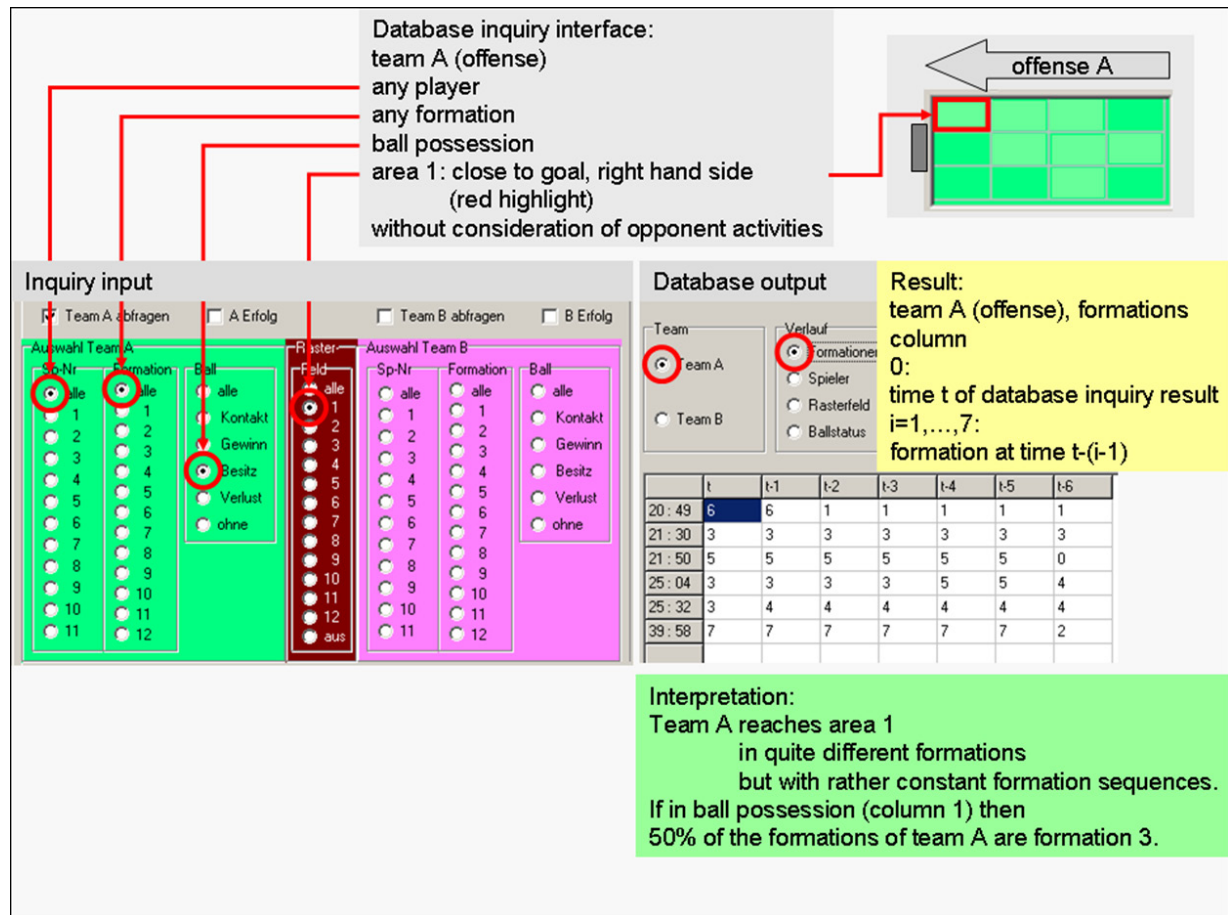 Database inquiry interface:
team A (offense)
any player
any formation
ball possession
area 1: close to goal, right hand side
(red highlight)
without consideration of opponent activities
offense A
Inquiry input
Team A abfragen
A Erfolg
Team B abfragen
B Erfolg
Auswahl Team A
Sp-Nr
alle
1
2
3
4
5
6
7
8
9
10
11
Formation
alle
1
2
3
4
5
6
7
8
9
10
11
12
Ball
alle
Kontakt
Gewinn
Besitz
Verlust
ohne
Raster-
Feld
alle
1
2
3
4
5
6
7
8
9
10
11
12
aus
Auswahl Team B
Sp-Nr
alle
1
2
3
4
5
6
7
8
9
10
11
Formation
alle
1
2
3
4
5
6
7
8
9
10
11
12
Ball
alle
Kontakt
Gewinn
Besitz
Verlust
ohne
Database output
Team
Team A
Team B
Verlauf
Formationen
Spieler
Rasterfeld
Ballstatus
Result:
team A (offense), formations
column
0:
time t of database inquiry result
i=1,…,7:
formation at time t-(i-1)
t t-1 t-2 t-3 t-4 t-5 t-6
20 : 49 6 6 1 1 1 1 1
21 : 30 3 3 3 3 3 3 3
21 : 50 5 5 5 5 5 5 0
25 : 04 3 3 3 3 5 5 4
25 : 32 3 4 4 4 4 4 4
39 : 58 7 7 7 7 7 7 2
Interpretation:
Team A reaches area 1
in quite different formations
but with rather constant formation sequences.
If in ball possession (column 1) then
50% of the formations of team A are formation 3.